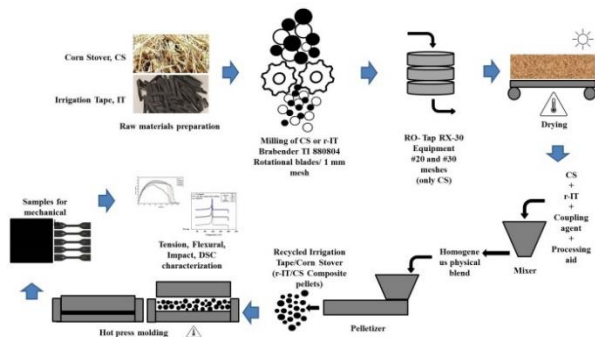 Corn Stover, CS
Irrigation Tape, IT
Raw materials preparation
Milling of CS or r-IT
Brabender TI 880804
Rotational blades/ 1 mm
mesh
RO- Tap RX-30
Equipment
#20 and #30
meshes
(only CS)
Drying
CS
+
r-IT
+
Coupling
agent
+
Processing
aid
Mixer
Homogene
us physical
blend
Pelletizer
Recycled Irrigation
Tape/Corn Stover
(r-IT/CS Composite
pellets)
Hot press molding
Samples for
mechanical
Tension, Flexural,
Impact, DSC
characterization